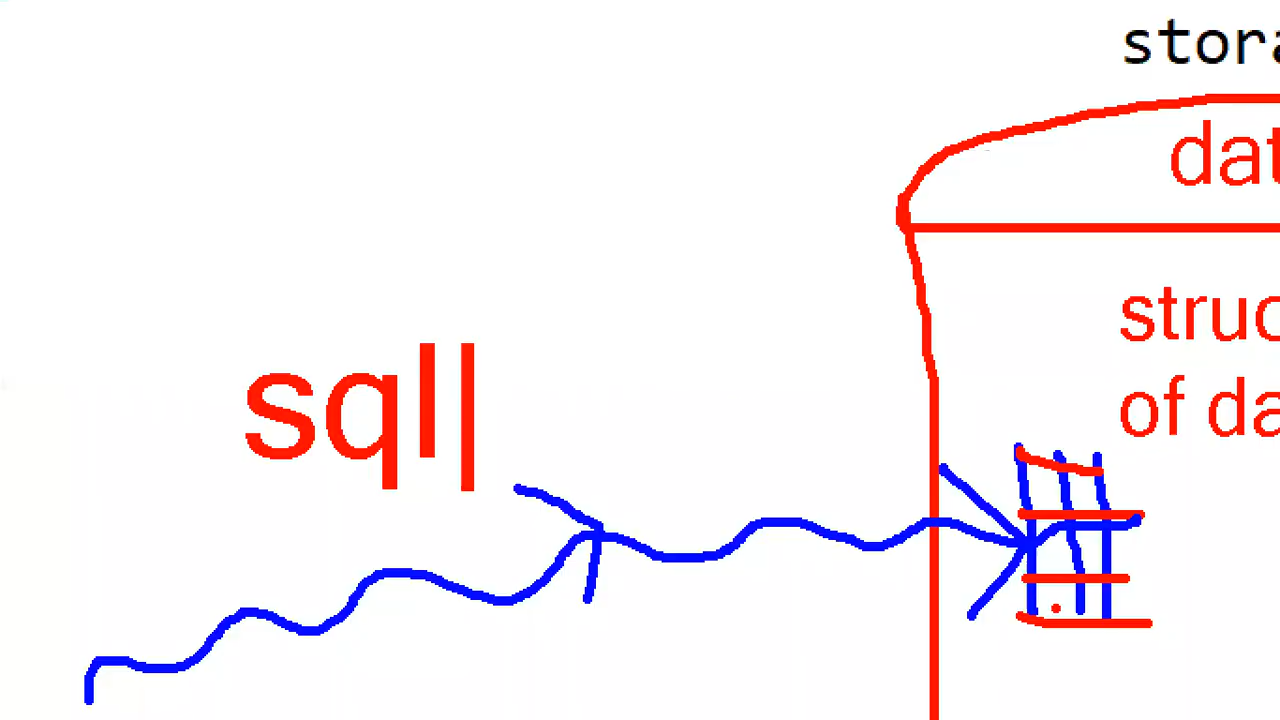 stora
dat
struc
of da
sql